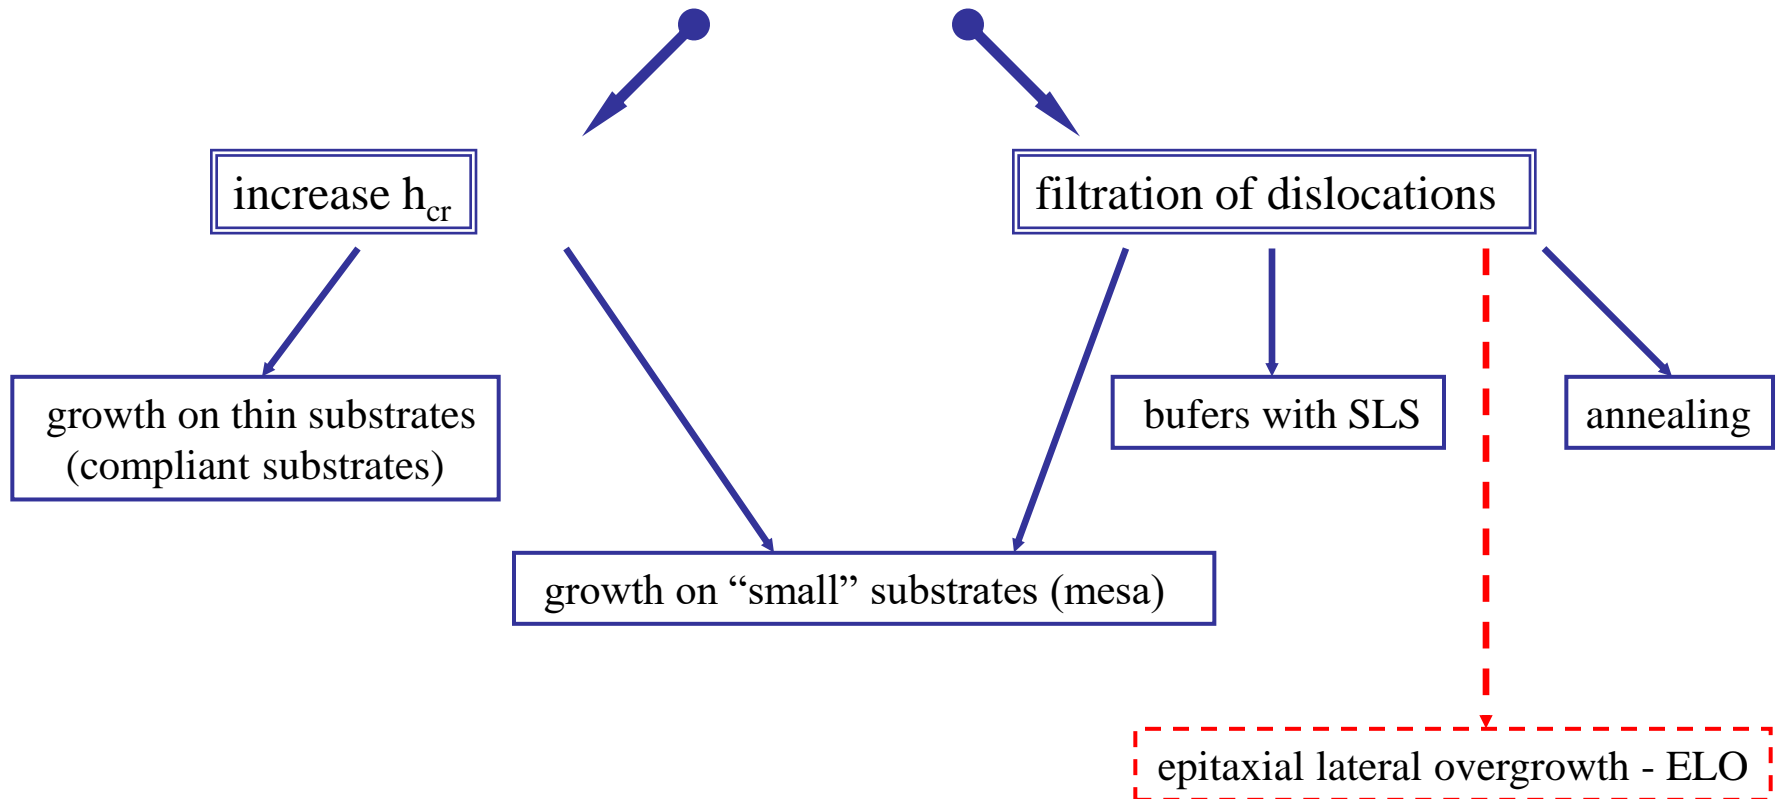 increase h_cr
filtration of dislocations
growth on thin substrates
(compliant substrates)
bufers with SLS
annealing
growth on “small” substrates (mesa)
epitaxial lateral overgrowth - ELO